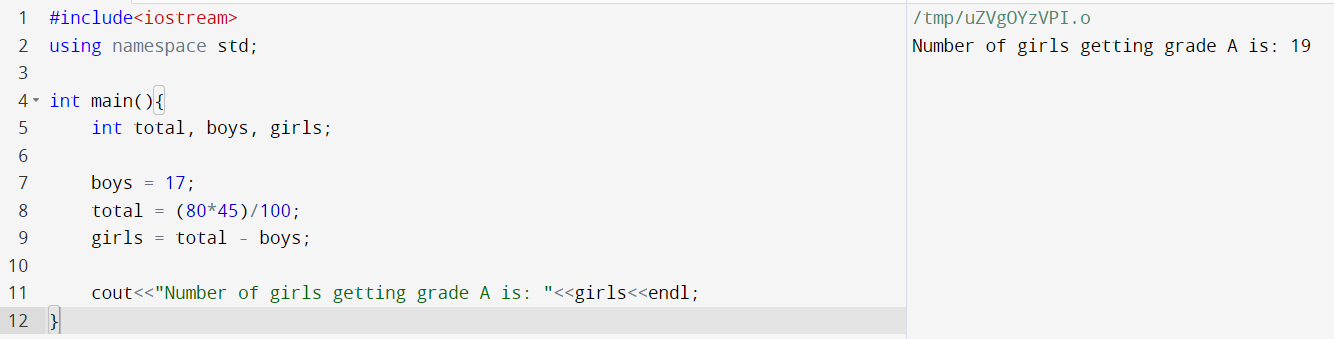 1 #include<iostream>
2 using namespace std;
3
4 int main(){
5 int total, boys, girls;
6
7 boys = 17;
8 total = (80*45)/100;
9 girls = total - boys;
10
11 cout<<"Number of girls getting grade A is: "<<girls<<endl;
12 }
/tmp/uZVgOYzVPI.o
Number of girls getting grade A is: 19